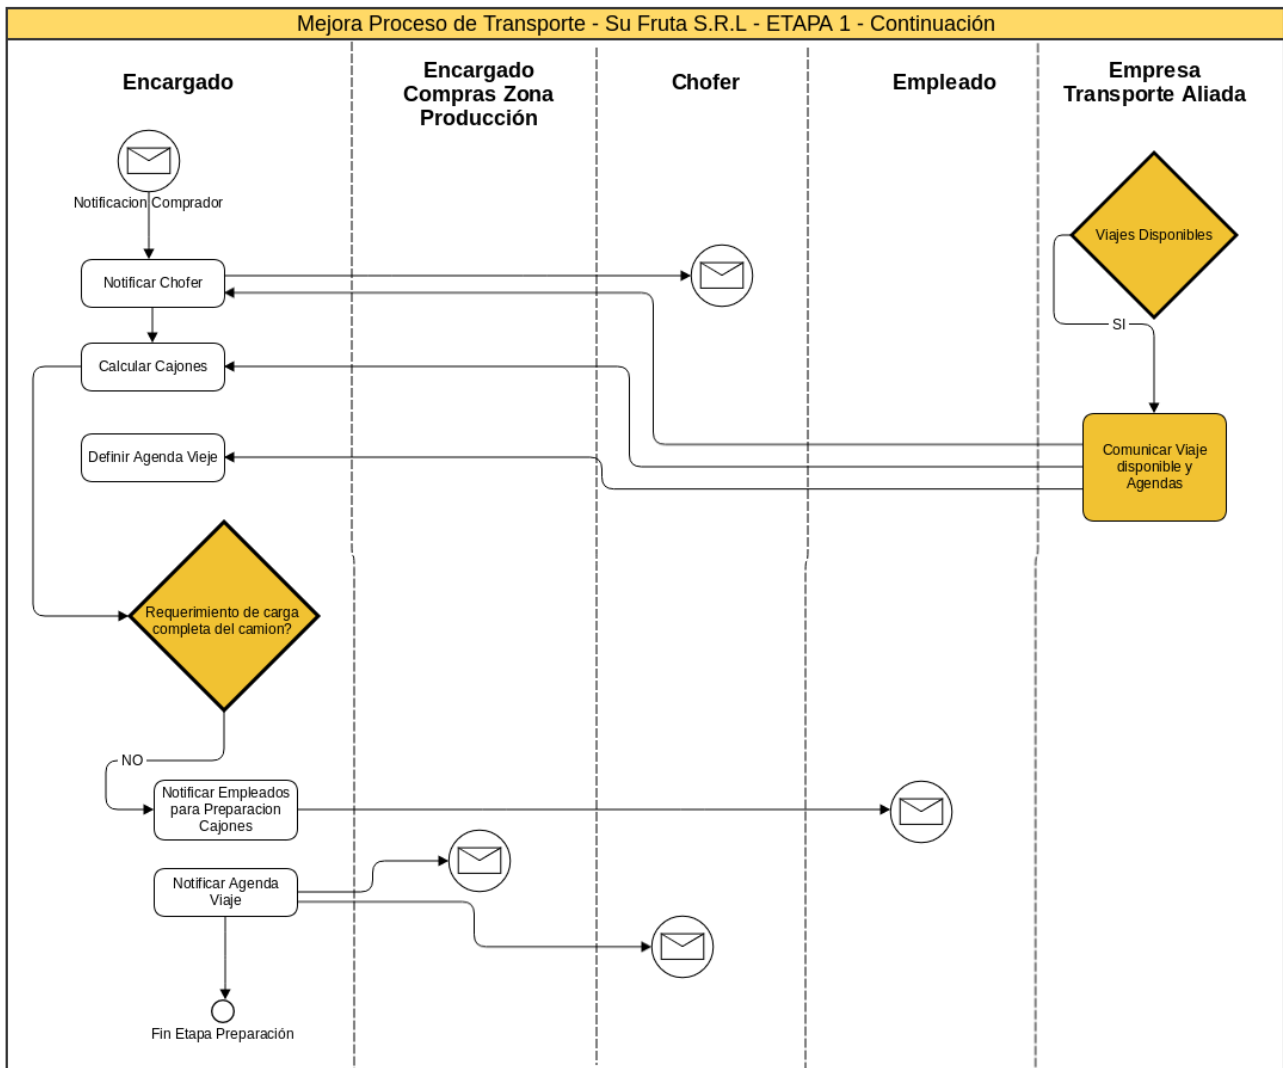 Mejora Proceso de Transporte - Su Fruta S.R.L - ETAPA 1 - Continuación
Encargado
Encargado
Compras Zona
Producción
Chofer
Empleado
Empresa
Transporte Aliada
Notificacion Comprador
Viajes Disponibles
Notificar Chofer
SI
Calcular Cajones
Definir Agenda Vieje
Comunicar Viaje
disponible y
Agendas
Requerimiento de carga
completa del camion?
NO
Notificar Empleados
para Preparacion
Cajones
Notificar Agenda
Viaje
Fin Etapa Preparación